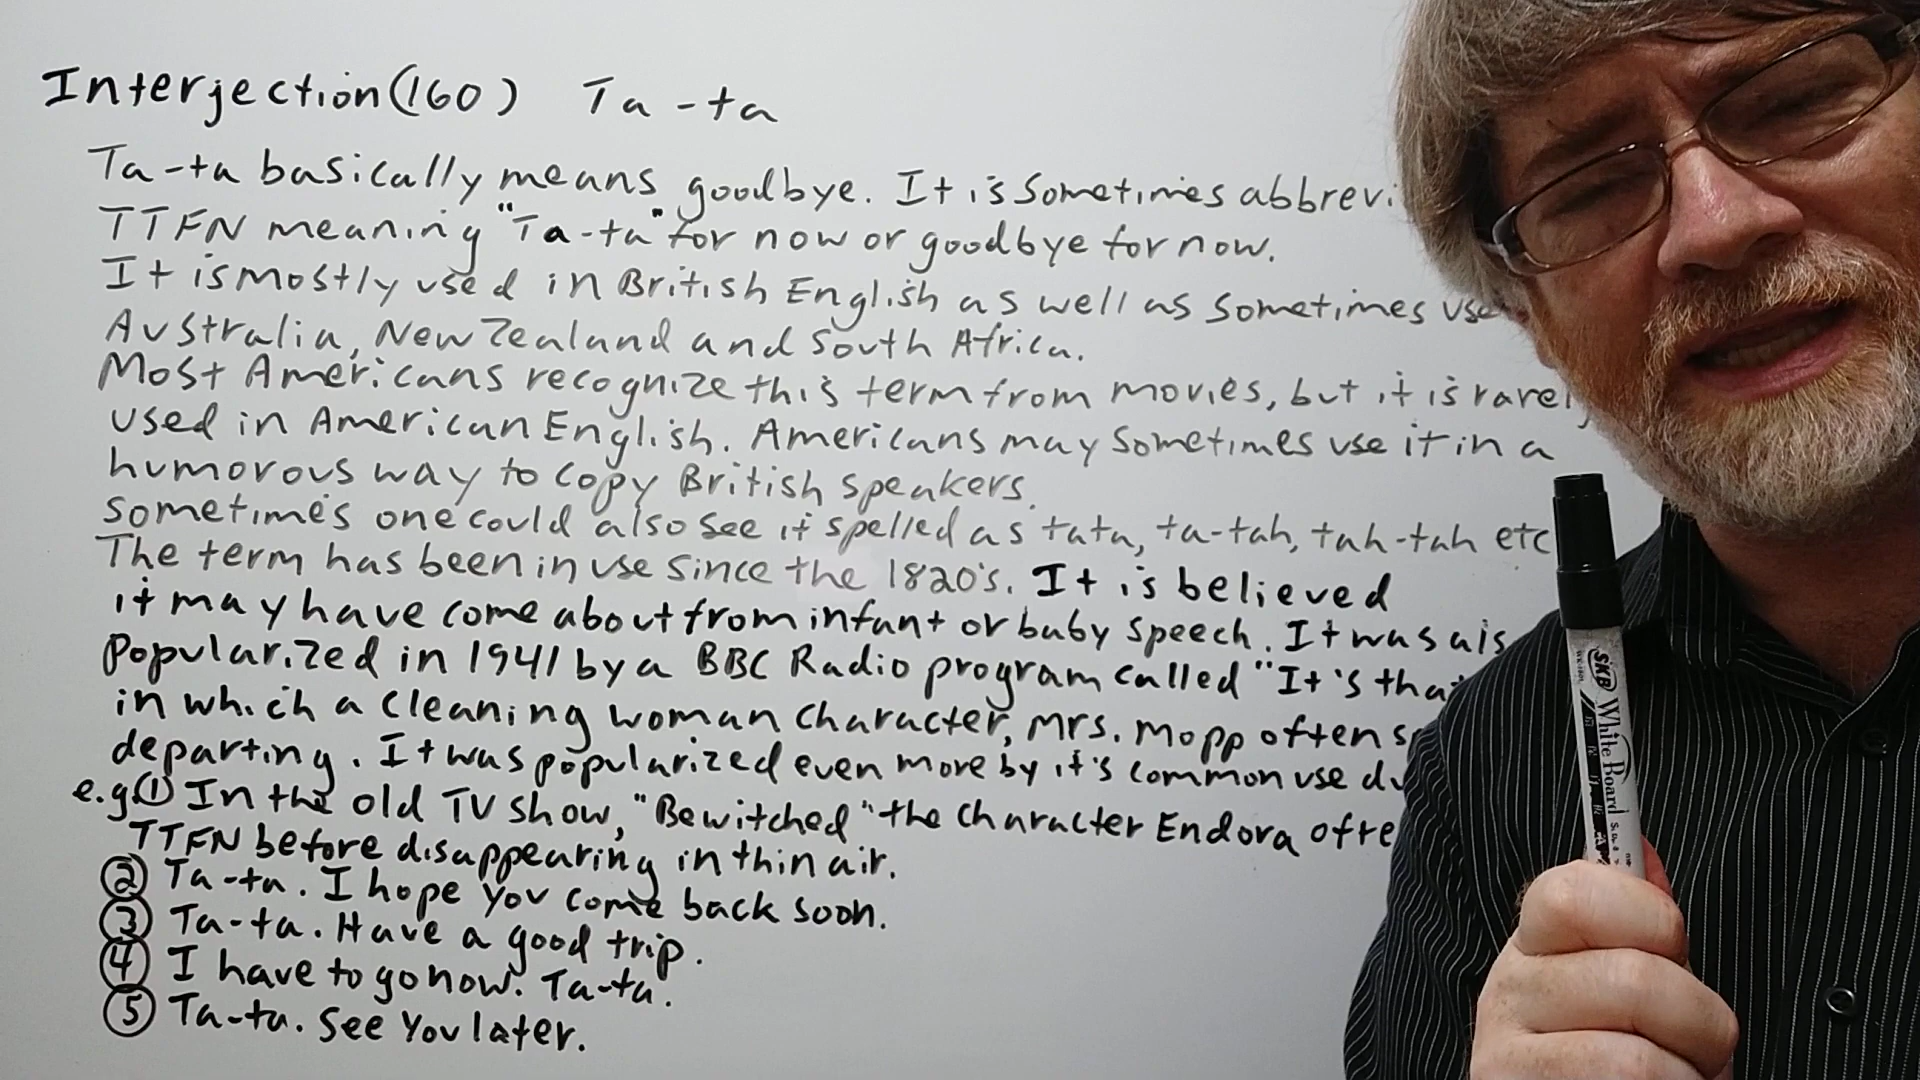 Interjection (160) Ta-ta
Ta-ta basically means goodbye. It is sometimes abbrevi
TTFN meaning "Ta-ta" for now or goodbye for now.
It is mostly used in British English as well as sometimes use
Australia, New Zealand and South Africa.
Most Americans recognize this term from movies, but it is rarely
used in American English. Americans may sometimes use it in a
humorous way to copy British speakers.
Sometimes one could also see it spelled as tata, ta-tah, tah-tah etc
The term has been in use since the 1820's. It is believed
it may have come about from infant or baby speech. It was als
popularized in 1941 by a BBC Radio program called "It's tha
in which a cleaning woman character, Mrs. Mopp often s
departing. It was popularized even more by it's common use du
e.g. ① In the old TV show, "Bewitched" the character Endora ofte
TTFN before disappearing in thin air.
② Ta-ta. I hope you come back soon.
③ Ta-ta. Have a good trip.
④ I have to go now. Ta-ta.
⑤ Ta-ta. See you later.
SKB
White Board